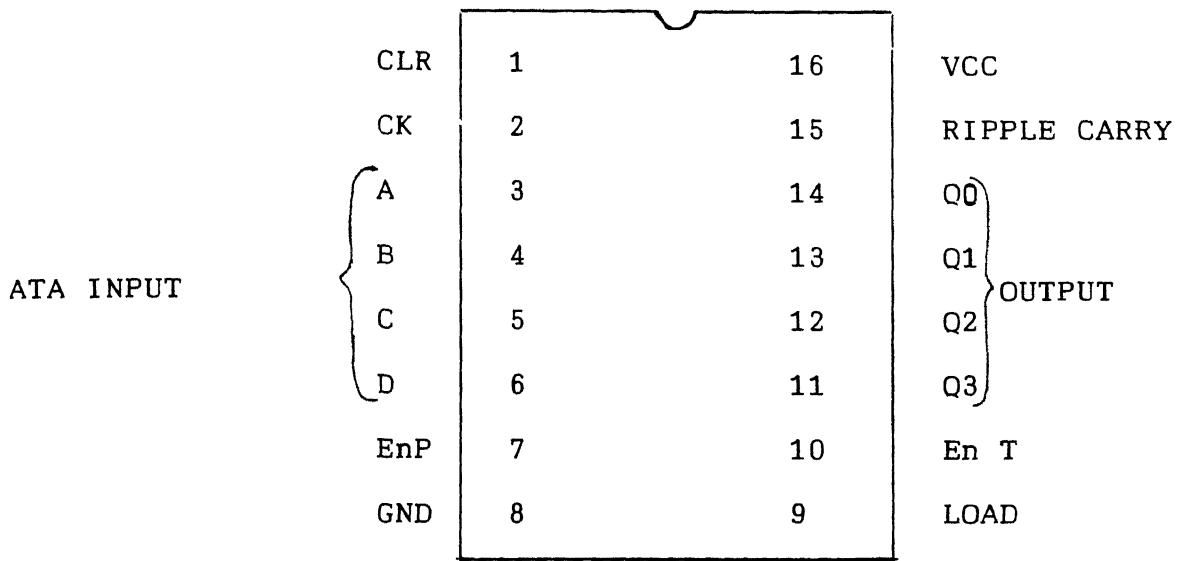 CLR 1 16 VCC
CK 2 15 RIPPLE CARRY
A 3 14 Q0
B 4 13 Q1
ATA INPUT OUTPUT
C 5 12 Q2
D 6 11 Q3
EnP 7 10 En T
GND 8 9 LOAD